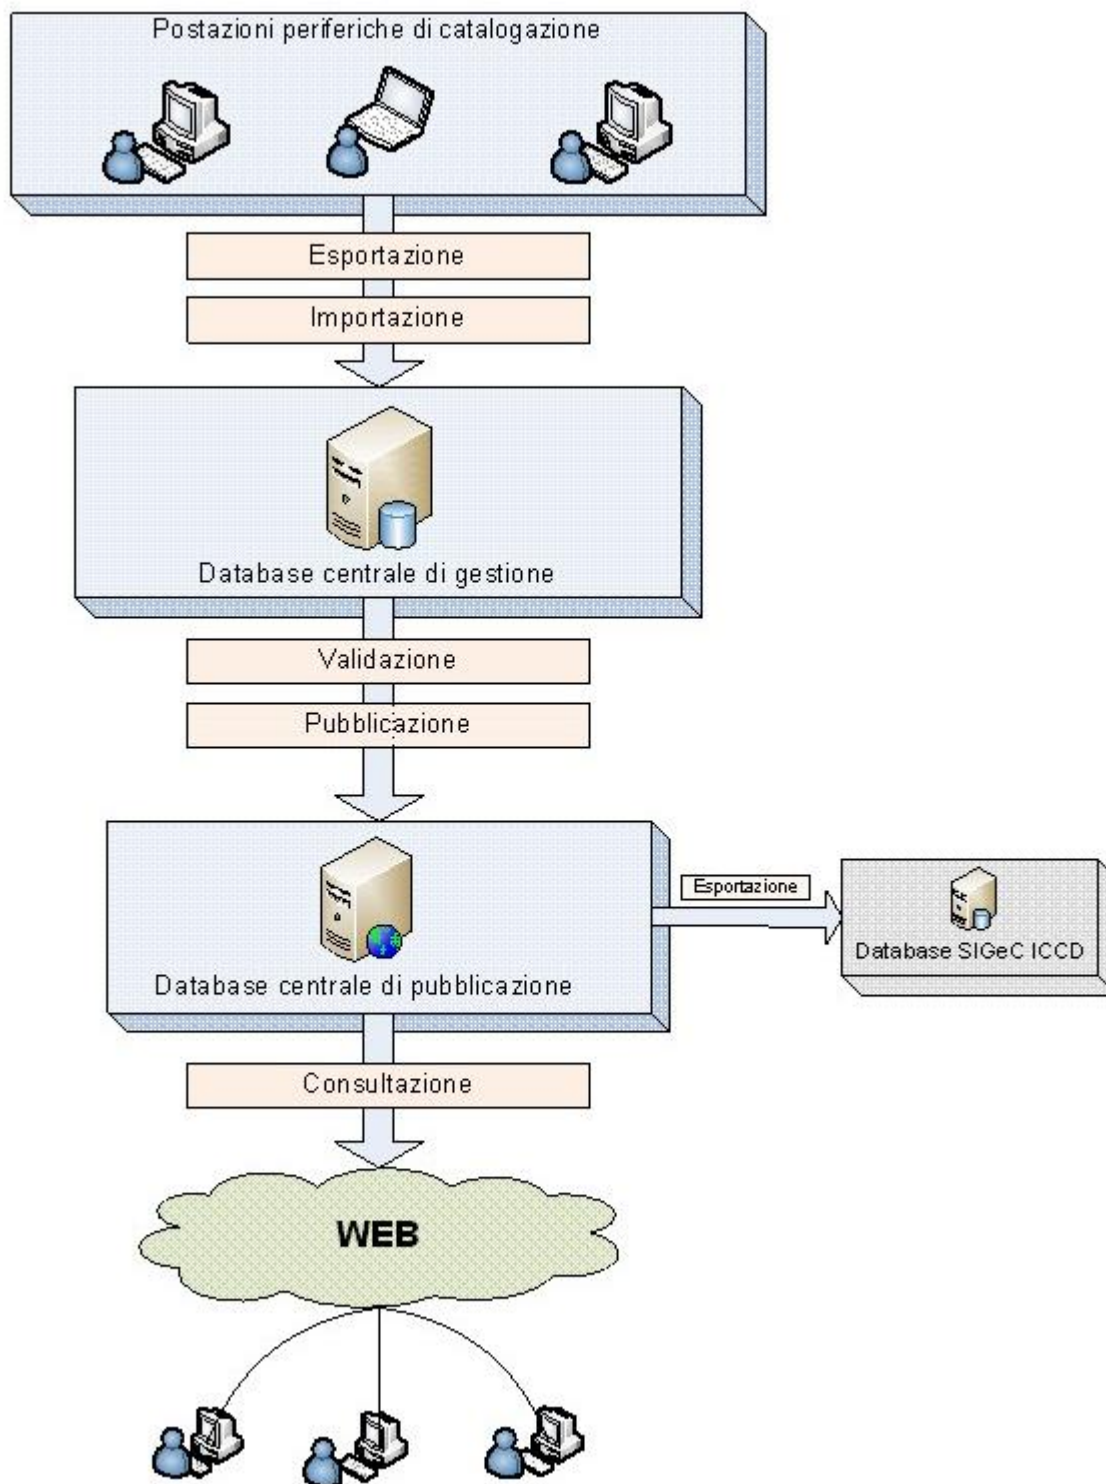 Postazioni periferiche di catalogazione
Esportazione
Importazione
Database centrale di gestione
Validazione
Pubblicazione
Database centrale di pubblicazione
Esportazione
Database SIGeC ICCD
Consultazione
WEB